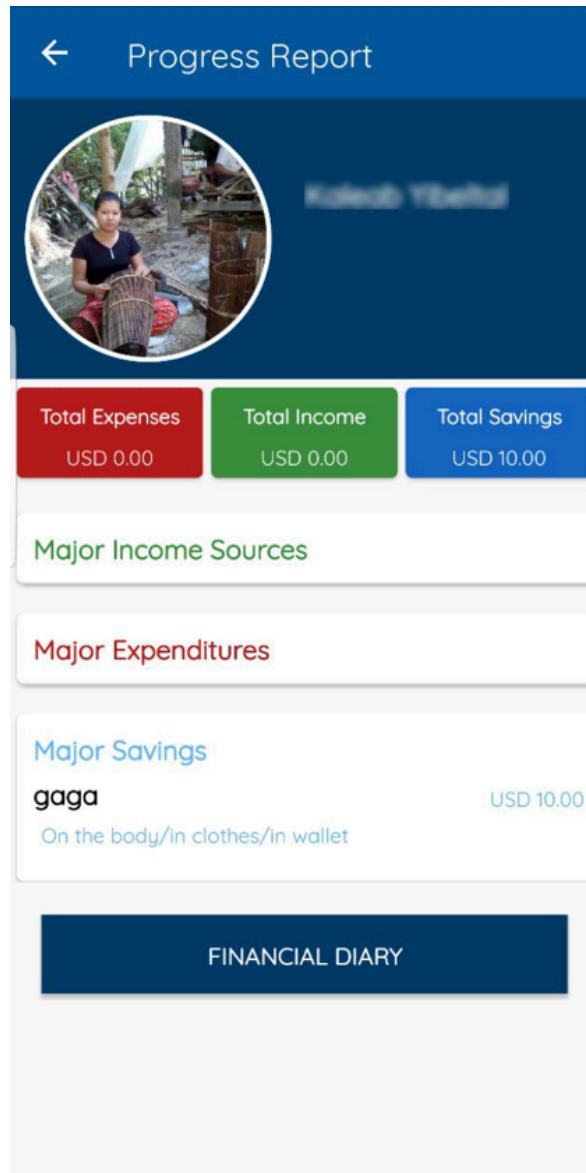 Progress Report
Total Expenses
USD 0.00
Total Income
USD 0.00
Total Savings
USD 10.00
Major Income Sources
Major Expenditures
Major Savings
gaga
USD 10.00
On the body/in clothes/in wallet
FINANCIAL DIARY